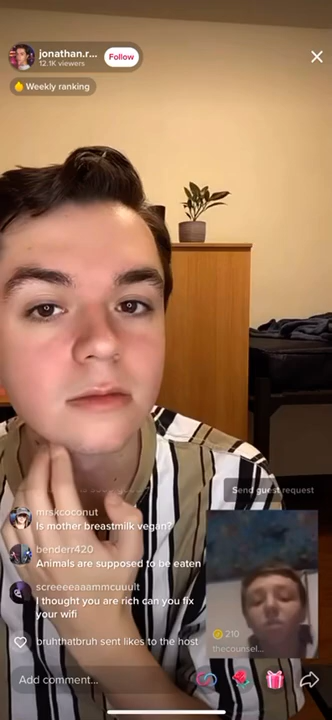 jonathan.r...
Follow
12.1K viewers
Weekly ranking
Send guest request
mrskcoconut
Is mother breastmilk vegan?
benderr420
Animals are supposed to be eaten
screeeeaaammcuuult
I thought you are rich can you fix
your wifi
bruhthatbruh sent likes to the host
210
thecounsel...
Add comment...